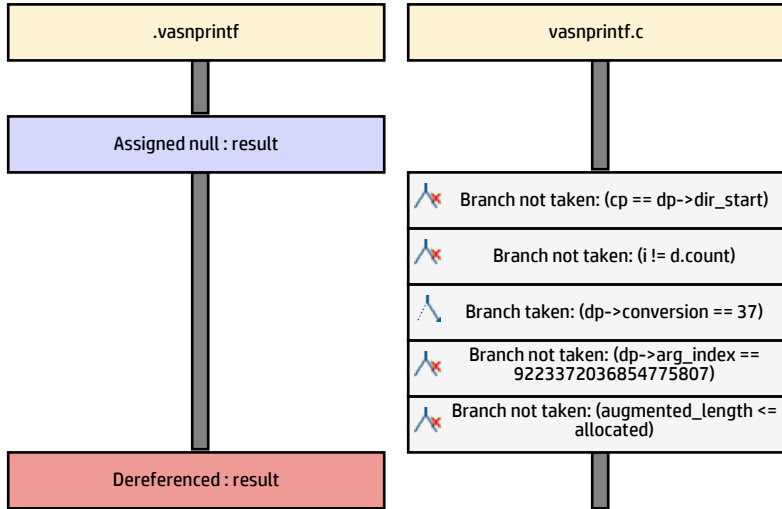 .vasnprintf
vasnprintf.c
Assigned null : result
Branch not taken: (cp == dp->dir_start)
Branch not taken: (i != d.count)
Branch taken: (dp->conversion == 37)
Branch not taken: (dp->arg_index ==
9223372036854775807)
Branch not taken: (augmented_length <=
allocated)
Dereferenced : result